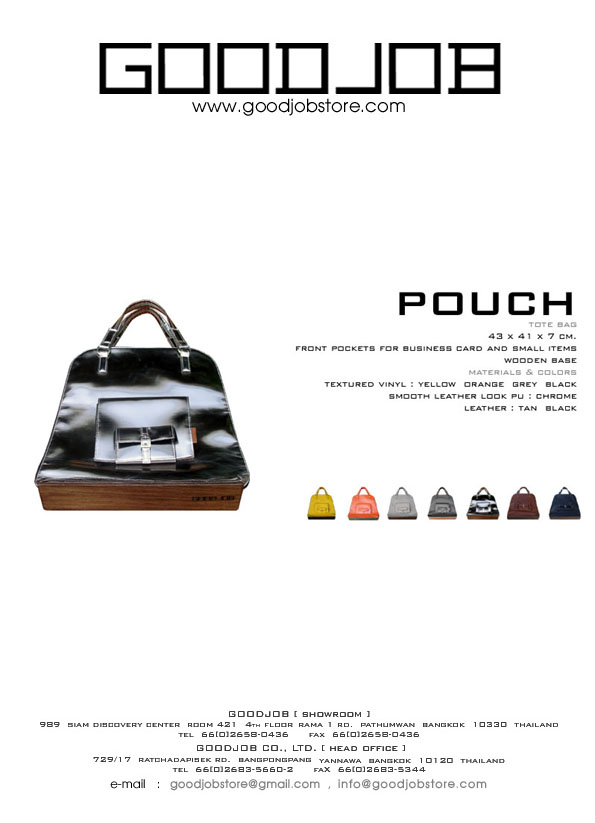 GOODJOB
www.goodjobstore.com
POUCH
TOTE BAG
43 x 41 x 7 CM.
FRONT POCKETS FOR BUSINESS CARD AND SMALL ITEMS
WOODEN BASE
MATERIALS & COLORS
TEXTURED VINYL : YELLOW ORANGE GREY BLACK
SMOOTH LEATHER LOOK PU : CHROME
LEATHER : TAN BLACK
GOODJOB
GOODJOB [ SHOWROOM ]
989 SIAM DISCOVERY CENTER ROOM 421 4TH FLOOR RAMA 1 RD. PATHUMWAN BANGKOK 10330 THAILAND
TEL 66(0)2658-0436 FAX 66(0)2658-0436
GOODJOB CO., LTD. [ HEAD OFFICE ]
729/17 RATCHADAPISEK RD. BANGPONGPANG YANNAWA BANGKOK 10120 THAILAND
TEL 66(0)2683-5660-2 FAX 66(0)2683-5344
e-mail : goodjobstore@gmail.com , info@goodjobstore.com